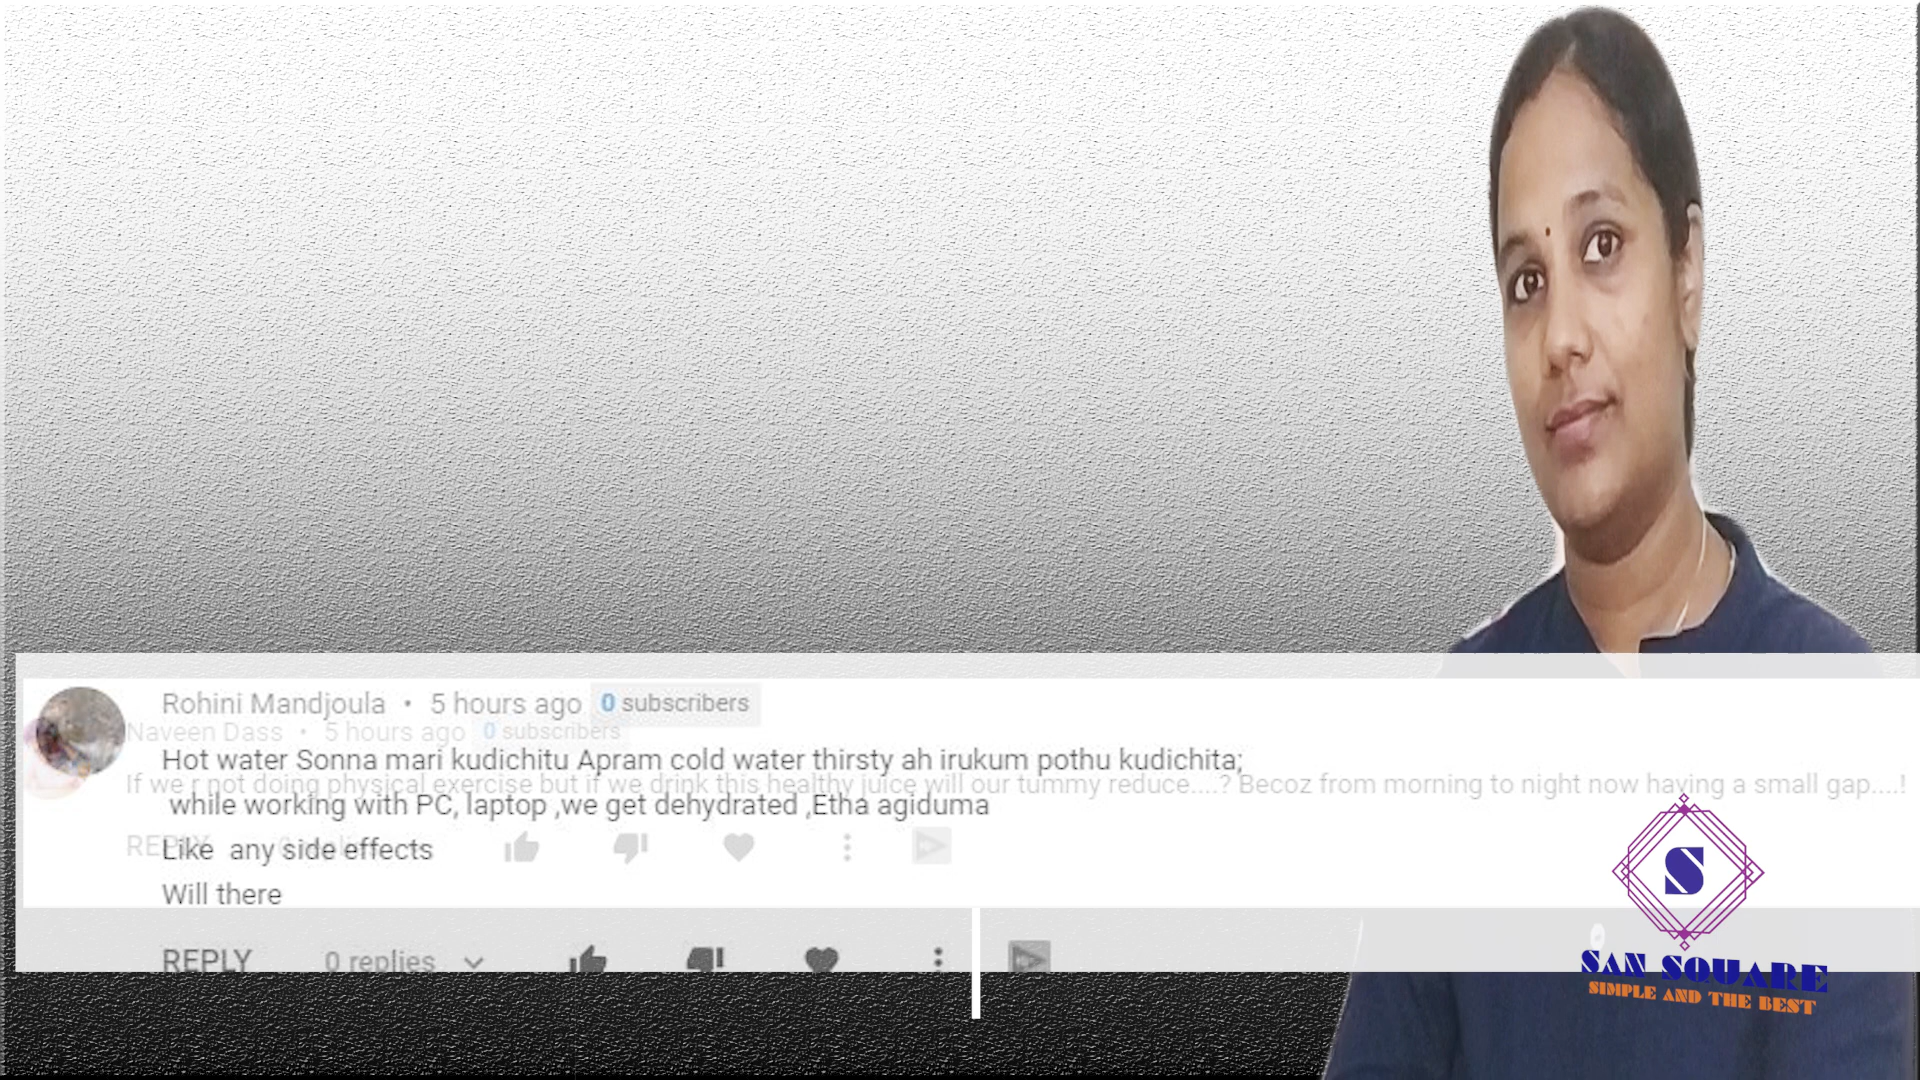 Rohini Mandjoula • 5 hours ago 0 subscribers
Naveen Dass • 5 hours ago 0 subscribers
Hot water Sonna mari kudichitu Apram cold water thirsty ah irukum pothu kudichita;
If we r not doing physical exercise but if we drink this healthy juice will our tummy reduce....? Becoz from morning to night now having a small gap....!
while working with PC, laptop ,we get dehydrated ,Etha agiduma
REPLY
Like any side effects
Will there
REPLY 0 replies
S
SAN SQUARE
SIMPLE AND THE BEST